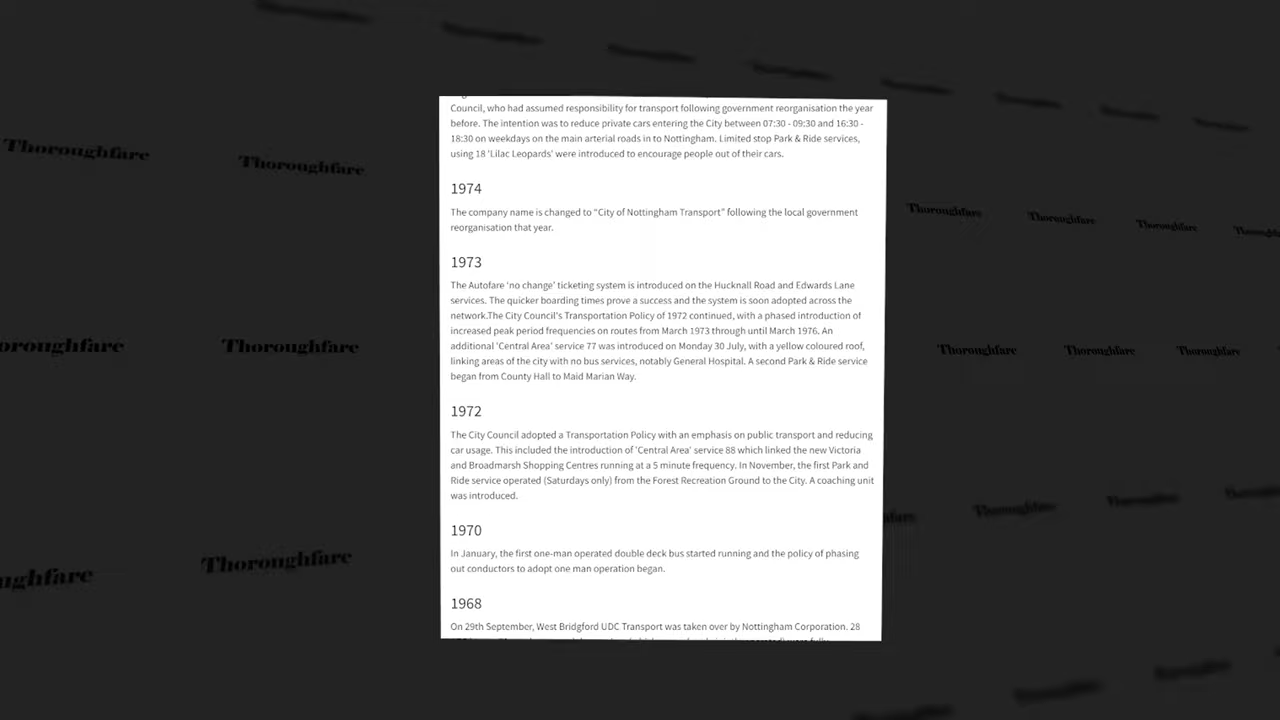 Council, who had assumed responsibility for transport following government reorganisation the year
before. The intention was to reduce private cars entering the City between 07:30 - 09:30 and 16:30 -
18:30 on weekdays on the main arterial roads in to Nottingham. Limited stop Park & Ride services,
using 18 'Lilac Leopards' were introduced to encourage people out of their cars.
1974
The company name is changed to “City of Nottingham Transport” following the local government
reorganisation that year.
1973
The Autofare ‘no change’ ticketing system is introduced on the Hucknall Road and Edwards Lane
services. The quicker boarding times prove a success and the system is soon adopted across the
network.The City Council's Transportation Policy of 1972 continued, with a phased introduction of
increased peak period frequencies on routes from March 1973 through until March 1976. An
additional 'Central Area' service 77 was introduced on Monday 30 July, with a yellow coloured roof,
linking areas of the city with no bus services, notably General Hospital. A second Park & Ride service
began from County Hall to Maid Marian Way.
1972
The City Council adopted a Transportation Policy with an emphasis on public transport and reducing
car usage. This included the introduction of 'Central Area' service 88 which linked the new Victoria
and Broadmarsh Shopping Centres running at a 5 minute frequency. In November, the first Park and
Ride service operated (Saturdays only) from the Forest Recreation Ground to the City. A coaching unit
was introduced.
1970
In January, the first one-man operated double deck bus started running and the policy of phasing
out conductors to adopt one man operation began.
1968
On 29th September, West Bridgford UDC Transport was taken over by Nottingham Corporation. 28
Thoroughfare
Thoroughfare
Thoroughfare
Thoroughfare
Thoroughfare
Thoroughfare
Thoroughfare
Thoroughfare
Thoroughfare
Thoroughfare
Thoroughfare